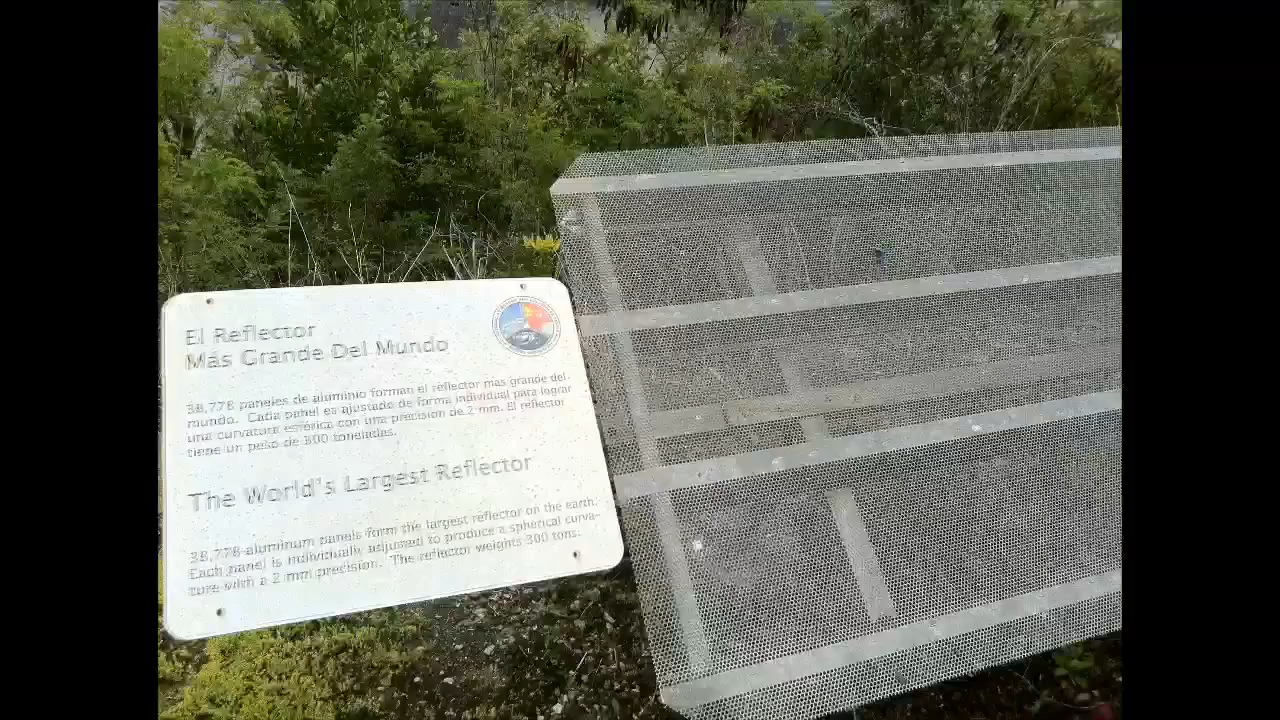 El Reflector
Más Grande Del Mundo
38,778 paneles de aluminio forman el reflector mas grande del
mundo. Cada panel es ajustado de forma individual para lograr
una curvatura esférica con una precision de 2 mm. El reflector
tiene un peso de 300 toneladas.
The World's Largest Reflector
38,778 aluminum panels form the largest reflector on the earth.
Each panel is individually adjusted to produce a spherical curva-
ture with a 2 mm precision. The reflector weights 300 tons.